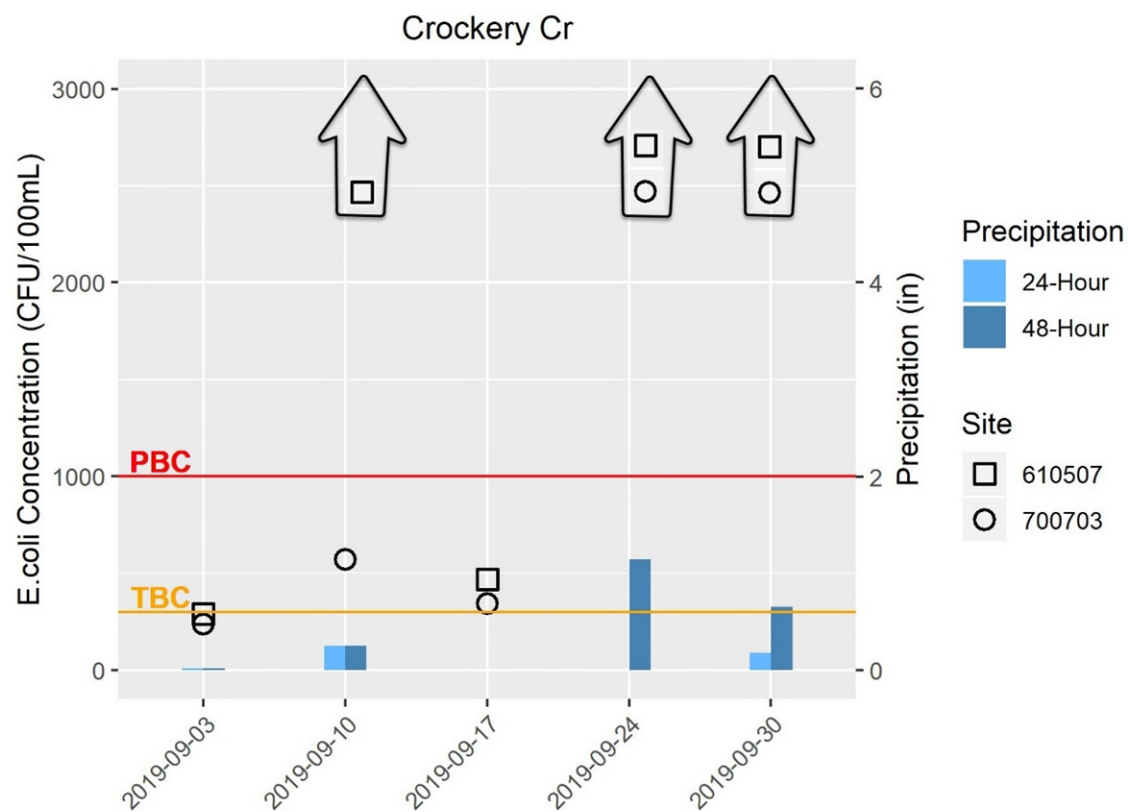 Crockery Cr
E.coli Concentration (CFU/100mL)
3000
2000
1000
0
PBC
TBC
6
4
2
0
Precipitation (in)
2019-09-03
2019-09-10
2019-09-17
2019-09-24
2019-09-30
Precipitation
24-Hour
48-Hour
Site
610507
700703